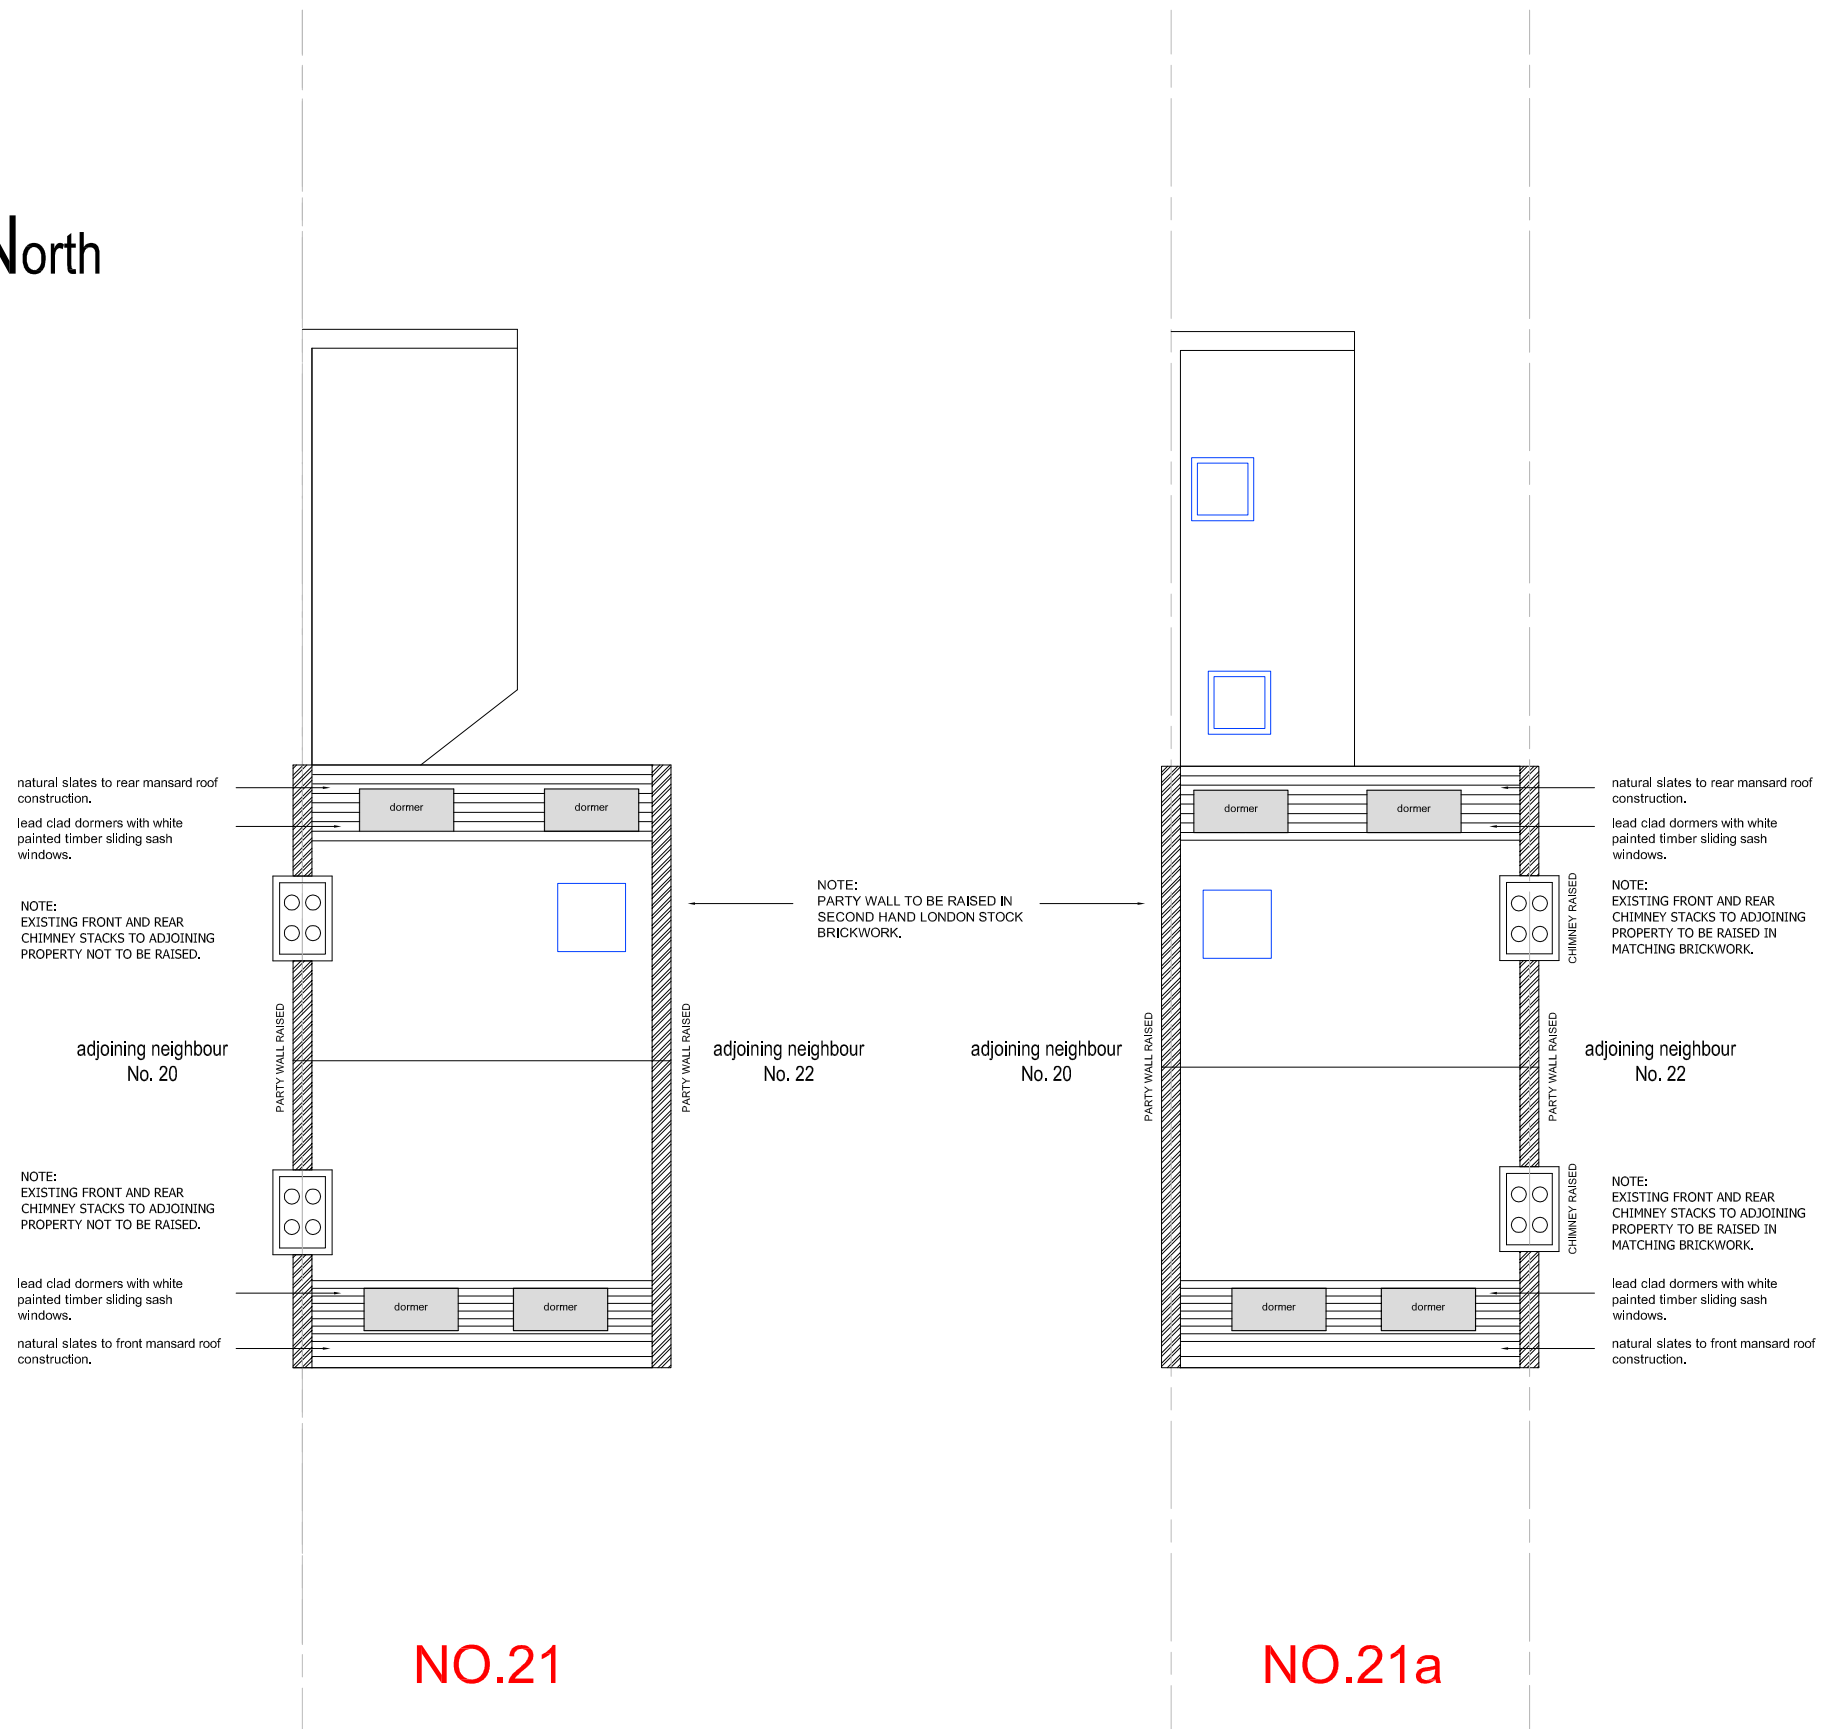 North
natural slates to rear mansard roof
construction.
lead clad dormers with white
painted timber sliding sash
windows.
NOTE:
EXISTING FRONT AND REAR
CHIMNEY STACKS TO ADJOINING
PROPERTY NOT TO BE RAISED.
adjoining neighbour
No. 20
NOTE:
EXISTING FRONT AND REAR
CHIMNEY STACKS TO ADJOINING
PROPERTY NOT TO BE RAISED.
lead clad dormers with white
painted timber sliding sash
windows.
natural slates to front mansard roof
construction.
PARTY WALL RAISED
dormer
dormer
dormer
dormer
PARTY WALL RAISED
adjoining neighbour
No. 22
NOTE:
PARTY WALL TO BE RAISED IN
SECOND HAND LONDON STOCK
BRICKWORK.
adjoining neighbour
No. 20
PARTY WALL RAISED
dormer
dormer
dormer
dormer
CHIMNEY RAISED
PARTY WALL RAISED
CHIMNEY RAISED
natural slates to rear mansard roof
construction.
lead clad dormers with white
painted timber sliding sash
windows.
NOTE:
EXISTING FRONT AND REAR
CHIMNEY STACKS TO ADJOINING
PROPERTY TO BE RAISED IN
MATCHING BRICKWORK.
adjoining neighbour
No. 22
NOTE:
EXISTING FRONT AND REAR
CHIMNEY STACKS TO ADJOINING
PROPERTY TO BE RAISED IN
MATCHING BRICKWORK.
lead clad dormers with white
painted timber sliding sash
windows.
natural slates to front mansard roof
construction.
NO.21
NO.21a